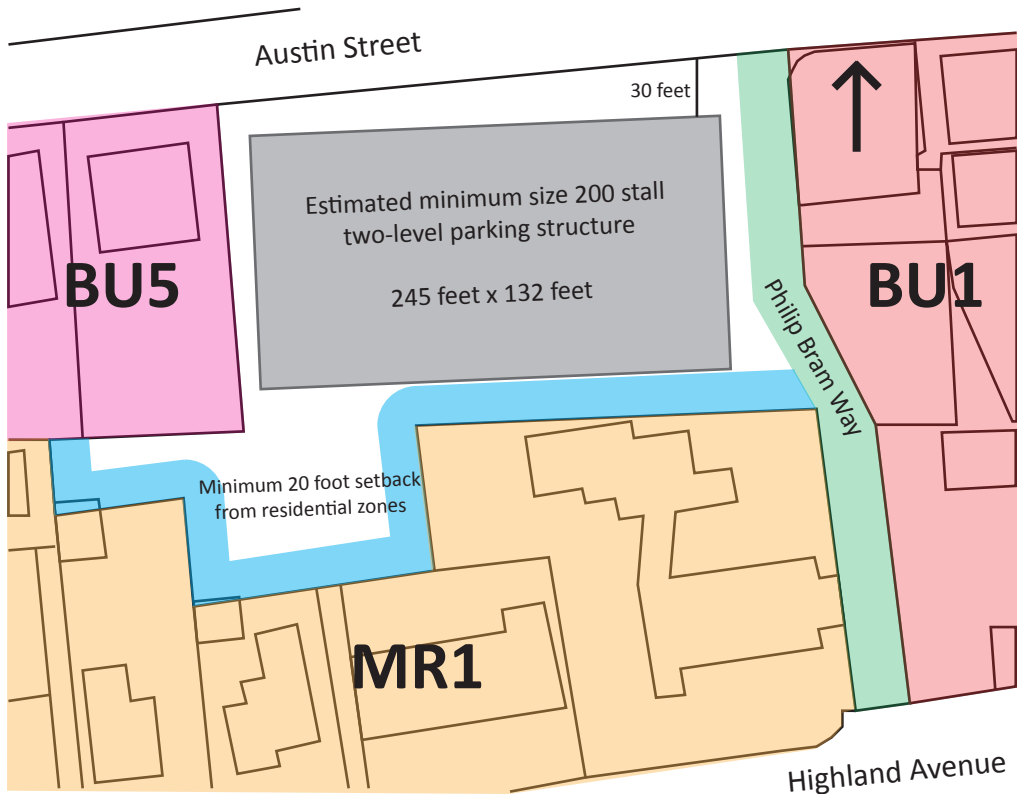 Austin Street
30 feet
Estimated minimum size 200 stall
two-level parking structure
245 feet x 132 feet
BU5
BU1
Philip Bram Way
Minimum 20 foot setback
from residential zones
MR1
Highland Avenue